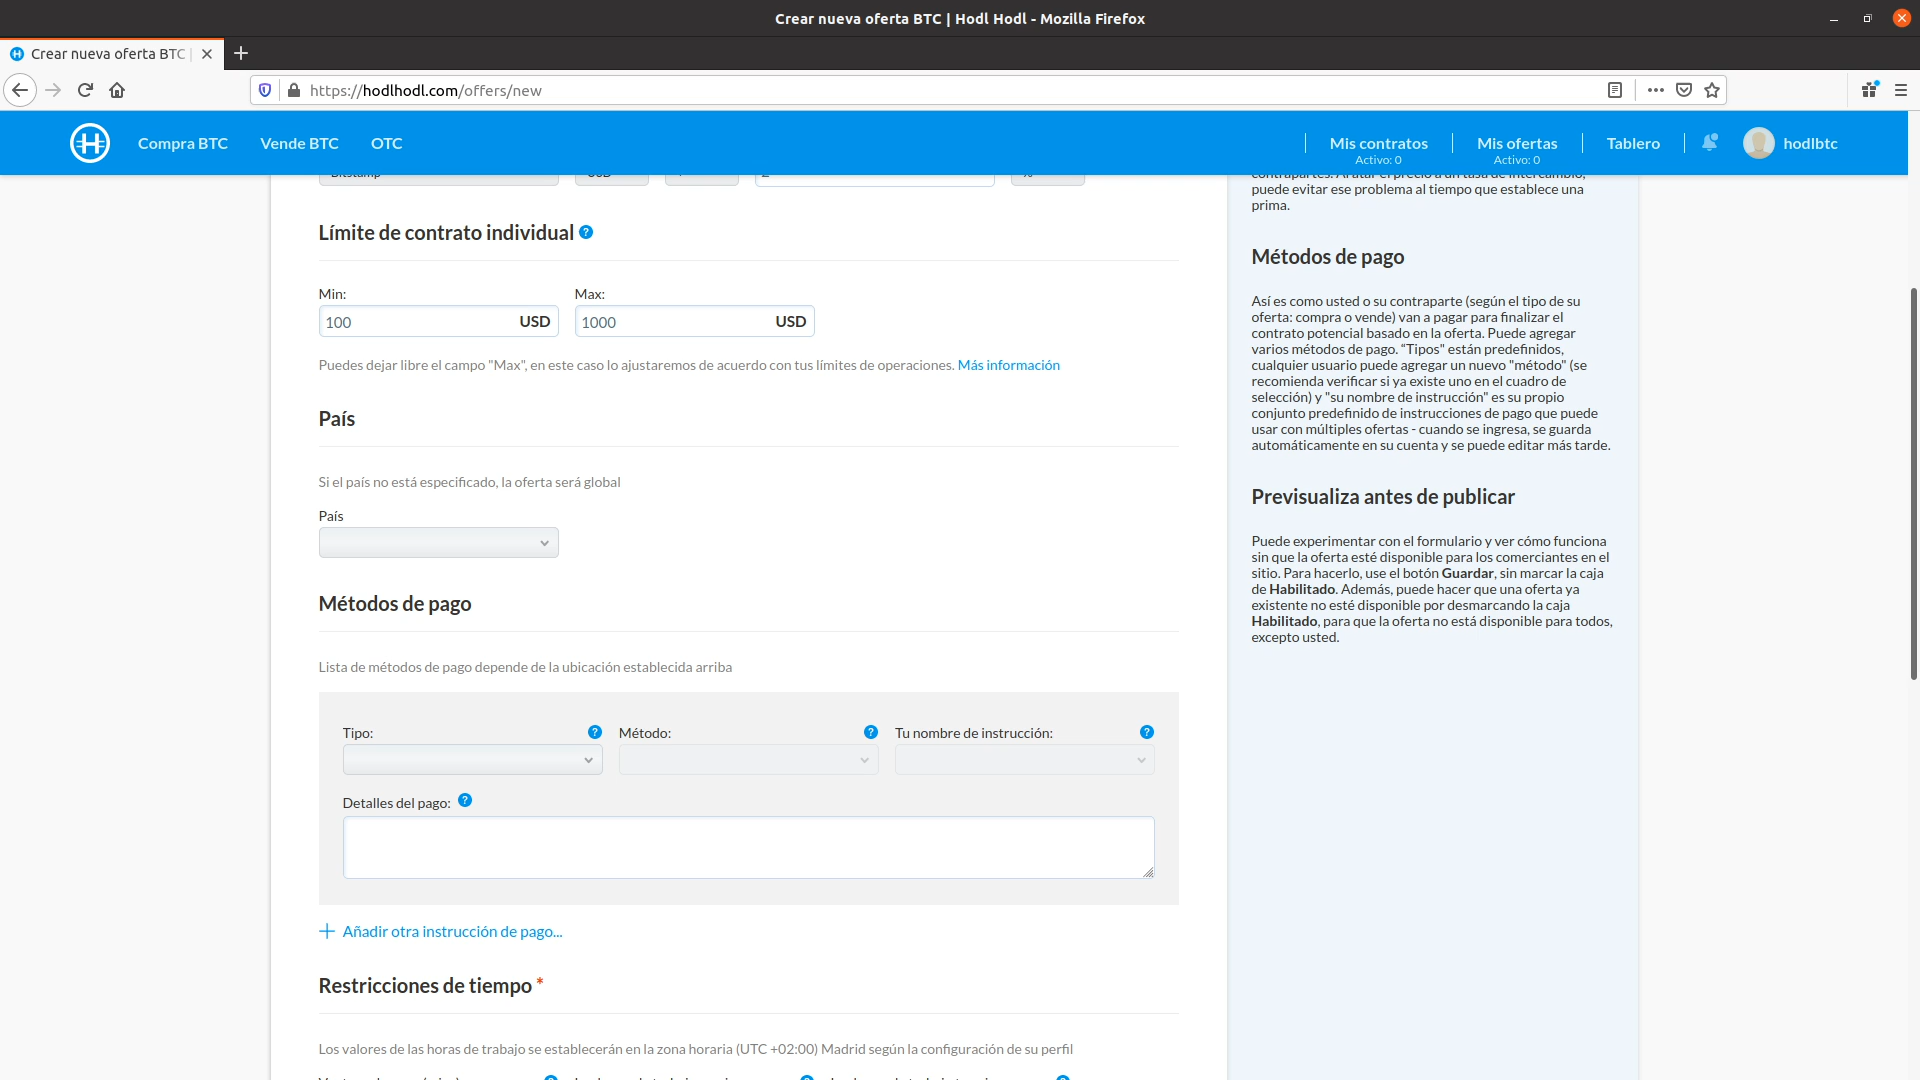 Crear nueva oferta BTC | Hodl Hodl - Mozilla Firefox
Crear nueva oferta BTC |
https://hodlhodl.com/offers/new
Compra BTC
Vende BTC
OTC
Mis contratos
Activo: 0
Mis ofertas
Activo: 0
Tablero
hodlbtc
Límite de contrato individual
Min:
Max:
100 USD
1000 USD
Puedes dejar libre el campo "Max", en este caso lo ajustaremos de acuerdo con tus límites de operaciones. Más información
País
Si el país no está especificado, la oferta será global
País
Métodos de pago
Lista de métodos de pago depende de la ubicación establecida arriba
Tipo:
Método:
Tu nombre de instrucción:
Detalles del pago:
Añadir otra instrucción de pago...
Restricciones de tiempo *
Los valores de las horas de trabajo se establecerán en la zona horaria (UTC +02:00) Madrid según la configuración de su perfil
puede evitar ese problema al tiempo que establece una
prima.
Métodos de pago
Así es como usted o su contraparte (según el tipo de su
oferta: compra o vende) van a pagar para finalizar el
contrato potencial basado en la oferta. Puede agregar
varios métodos de pago. "Tipos" están predefinidos,
cualquier usuario puede agregar un nuevo "método" (se
recomienda verificar si ya existe uno en el cuadro de
selección) y "su nombre de instrucción" es su propio
conjunto predefinido de instrucciones de pago que puede
usar con múltiples ofertas - cuando se ingresa, se guarda
automáticamente en su cuenta y se puede editar más tarde.
Previsualiza antes de publicar
Puede experimentar con el formulario y ver cómo funciona
sin que la oferta esté disponible para los comerciantes en el
sitio. Para hacerlo, use el botón Guardar, sin marcar la caja
de Habilitado. Además, puede hacer que una oferta ya
existente no esté disponible por desmarcando la caja
Habilitado, para que la oferta no está disponible para todos,
excepto usted.